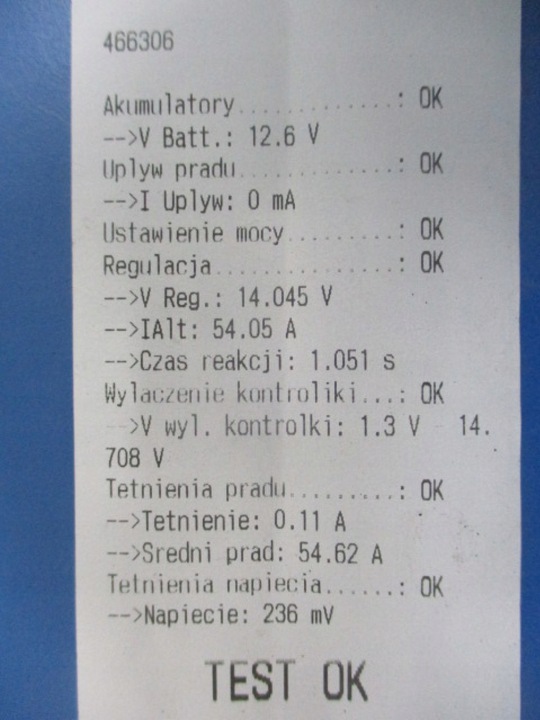 466306
Akumulatory..............: OK
-->V Batt.: 12.6 V
Uplyw pradu..............: OK
-->I Uplyw: 0 mA
Ustawienie mocy..........: OK
Regulacja................: OK
-->V Reg.: 14.045 V
-->IAlt: 54.05 A
-->Czas reakcji: 1.051 s
Wylaczenie kontroliki...: OK
-->V wyl. kontrolki: 1.3 V   14.
708 V
Tetnienia pradu.........: OK
-->Tetnienie: 0.11 A
-->Sredni prad: 54.62 A
Tetnienia napiecia......: OK
-->Napiecie: 236 mV
TEST OK